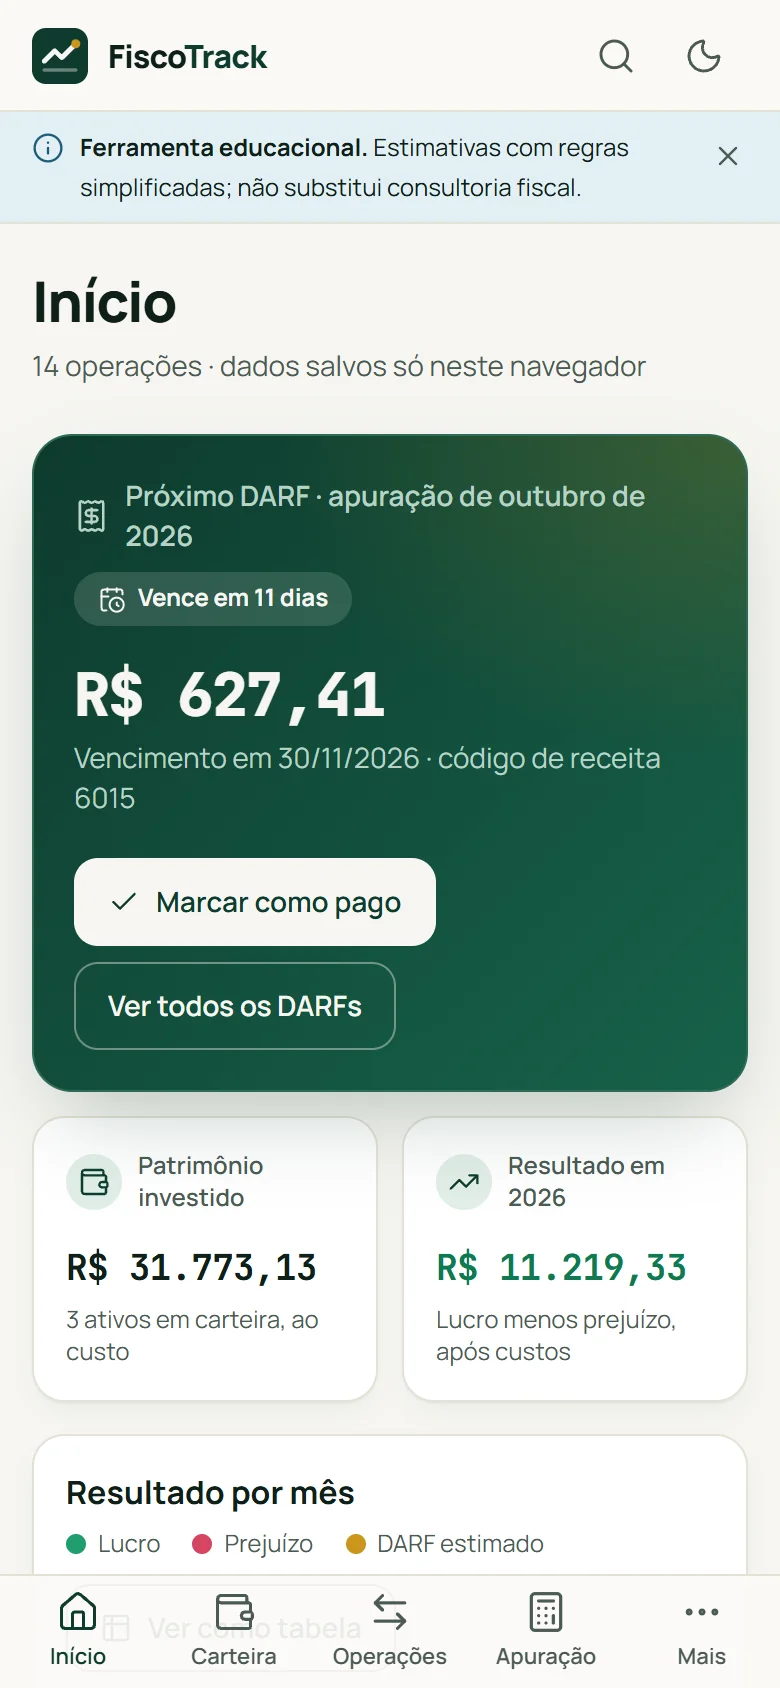 FiscoTrack
Ferramenta educacional. Estimativas com regras
simplificadas; não substitui consultoria fiscal.
Início
14 operações · dados salvos só neste navegador
Próximo DARF · apuração de outubro de
2026
Vence em 11 dias
R$ 627,41
Vencimento em 30/11/2026 · código de receita
6015
Marcar como pago
Ver todos os DARFs
Patrimônio
investido
R$ 31.773,13
3 ativos em carteira, ao
custo
Resultado em
2026
R$ 11.219,33
Lucro menos prejuízo,
após custos
Resultado por mês
Lucro
Prejuízo
DARF estimado
Ver como tabela
Início
Carteira
Operações
Apuração
Mais